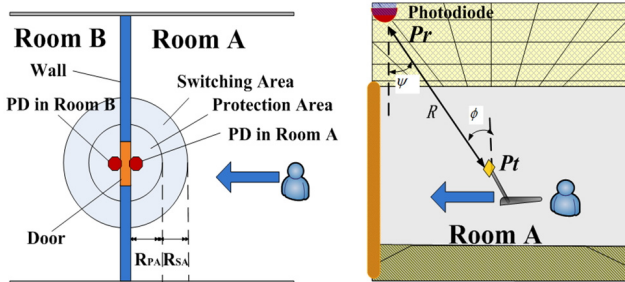 Room B Room A
Wall
Switching Area
PD in Room B
Protection Area
PD in Room A
Door
RPA RSA
Photodiode
Pr
ψ
R
ϕ
Pt
Room A